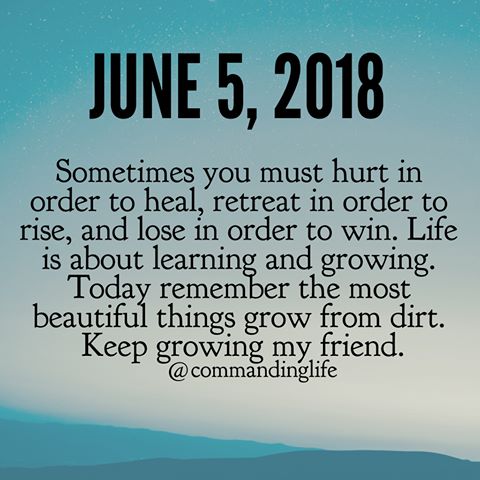 JUNE 5, 2018
Sometimes you must hurt in
order to heal, retreat in order to
rise, and lose in order to win. Life
is about learning and growing.
Today remember the most
beautiful things grow from dirt.
Keep growing my friend.
@commandinglife